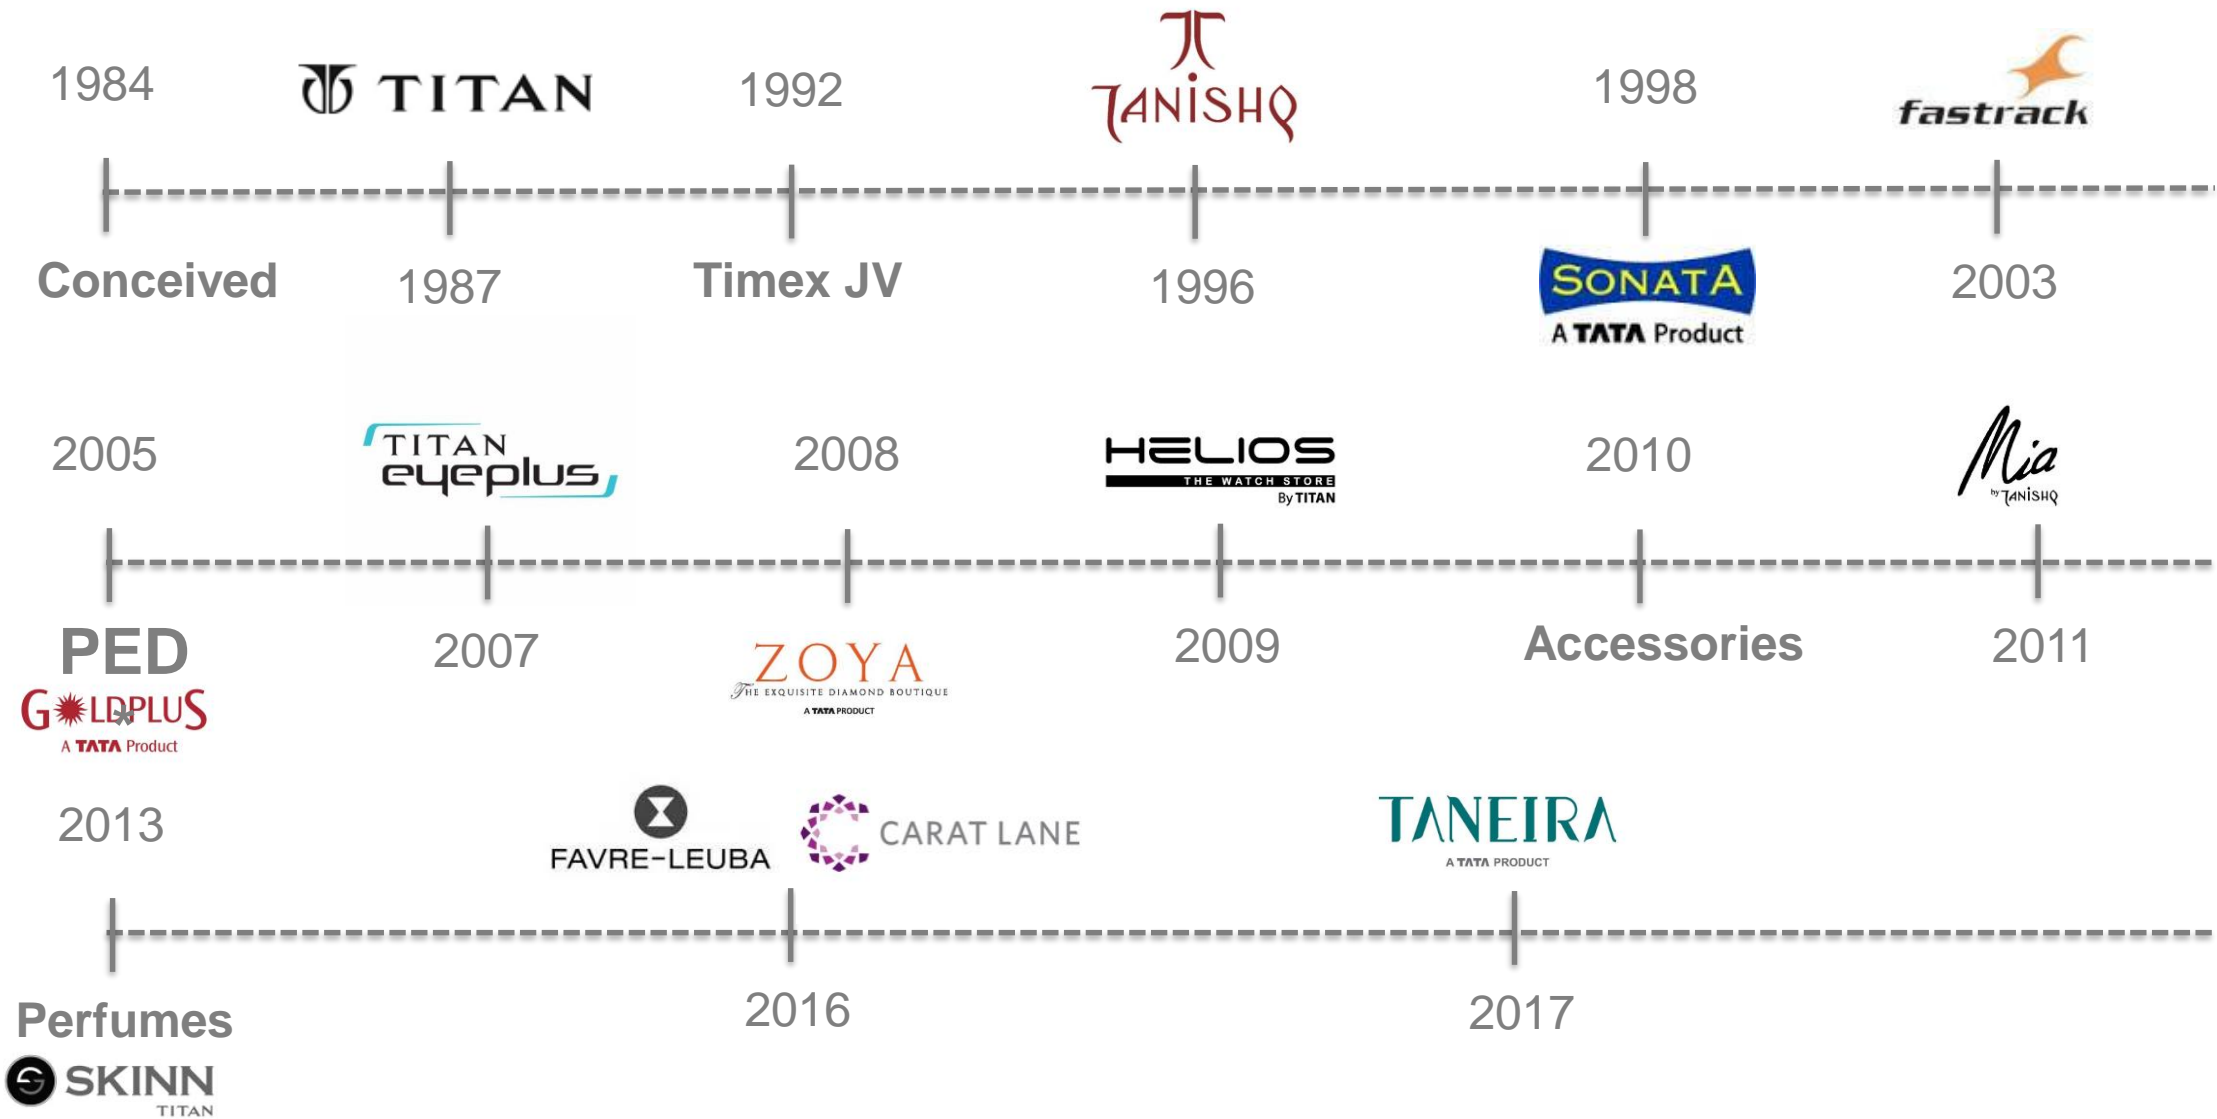 1984
TITAN
1992
TANISHQ
1998
fastrack
Conceived
1987
Timex JV
1996
SONATA
A TATA Product
2003
2005
TITAN
eyeplus
2008
HELIOS
THE WATCH STORE
By TITAN
2010
Mia
by TANISHQ
PED
GOLDPLUS
*
A TATA Product
2007
ZOYA
THE EXQUISITE DIAMOND BOUTIQUE
A TATA PRODUCT
2009
Accessories
2011
2013
FAVRE-LEUBA
CARAT LANE
TANEIRA
A TATA PRODUCT
Perfumes
SKINN
TITAN
2016
2017